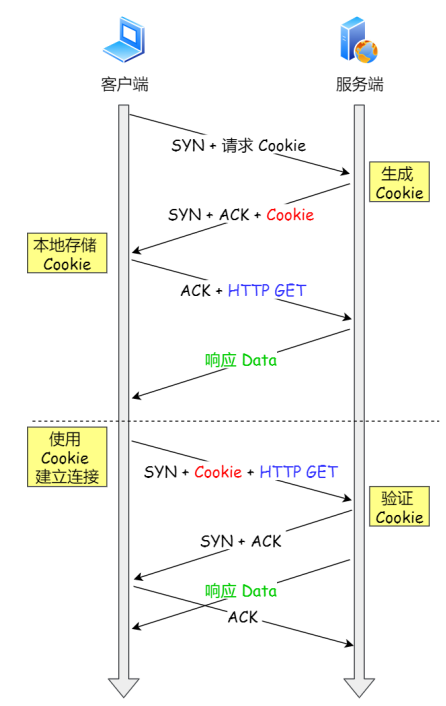 客户端
服务端
SYN + 请求 Cookie
生成
Cookie
SYN + ACK + Cookie
本地存储
Cookie
ACK + HTTP GET
响应 Data
使用
Cookie
建立连接
SYN + Cookie + HTTP GET
验证
Cookie
SYN + ACK
响应 Data
ACK